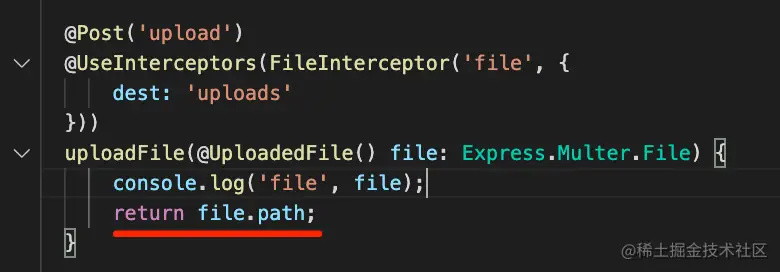 @Post('upload')
@UseInterceptors(FileInterceptor('file', {
    dest: 'uploads'
}))
uploadFile(@UploadedFile() file: Express.Multer.File) {
    console.log('file', file);
    return file.path;
}
@稀土掘金技术社区